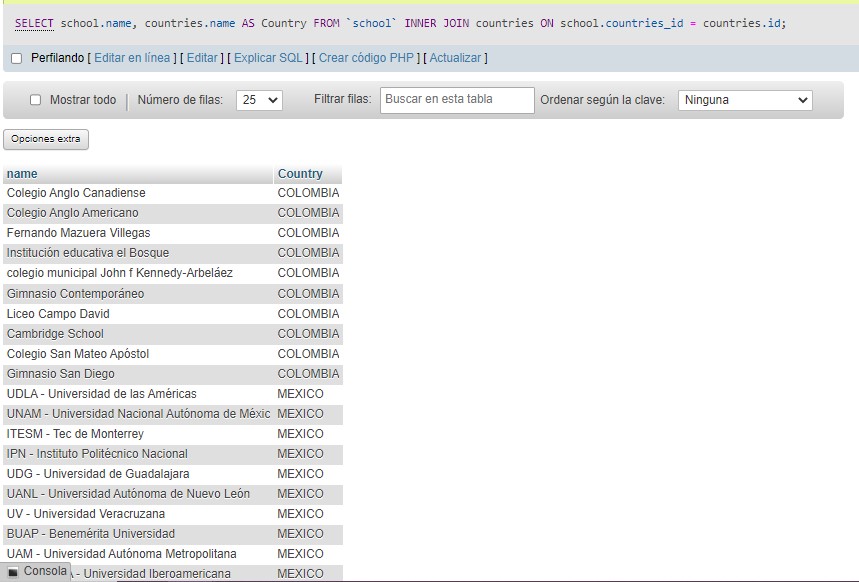 SELECT school.name, countries.name AS Country FROM `school` INNER JOIN countries ON school.countries_id = countries.id;
Perfilando [ Editar en línea ] [ Editar ] [ Explicar SQL ] [ Crear código PHP ] [ Actualizar ]
Mostrar todo | Número de filas: 25 Filtrar filas: Buscar en esta tabla Ordenar según la clave: Ninguna
Opciones extra
name Country
Colegio Anglo Canadiense COLOMBIA
Colegio Anglo Americano COLOMBIA
Fernando Mazuera Villegas COLOMBIA
Institución educativa el Bosque COLOMBIA
colegio municipal John f Kennedy-Arbeláez COLOMBIA
Gimnasio Contemporáneo COLOMBIA
Liceo Campo David COLOMBIA
Cambridge School COLOMBIA
Colegio San Mateo Apóstol COLOMBIA
Gimnasio San Diego COLOMBIA
UDLA - Universidad de las Américas MEXICO
UNAM - Universidad Nacional Autónoma de Méxic MEXICO
ITESM - Tec de Monterrey MEXICO
IPN - Instituto Politécnico Nacional MEXICO
UDG - Universidad de Guadalajara MEXICO
UANL - Universidad Autónoma de Nuevo León MEXICO
UV - Universidad Veracruzana MEXICO
BUAP - Benemérita Universidad MEXICO
UAM - Universidad Autónoma Metropolitana MEXICO
Consola - Universidad Iberoamericana MEXICO